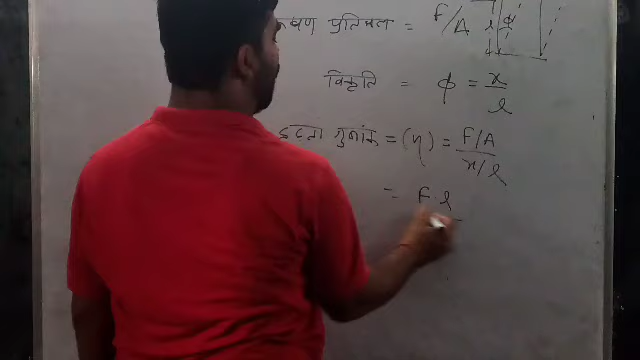 प्रतिबल = F/A
विकृति = ϕ = x/l
दृढ़ता गुणांक = (η) = F/A / x/l
= F.l
l ϕ